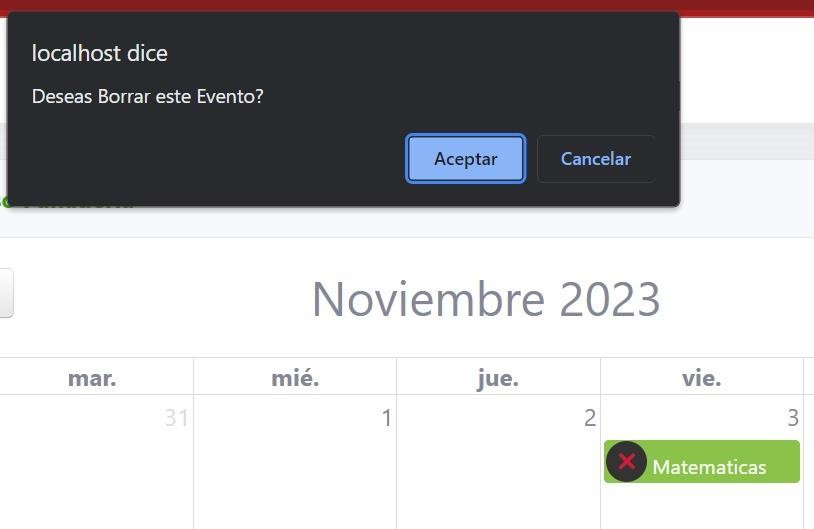 localhost dice
Deseas Borrar este Evento?
Aceptar Cancelar
Noviembre 2023
mar. mié. jue. vie.
31 1 2 3
Matematicas